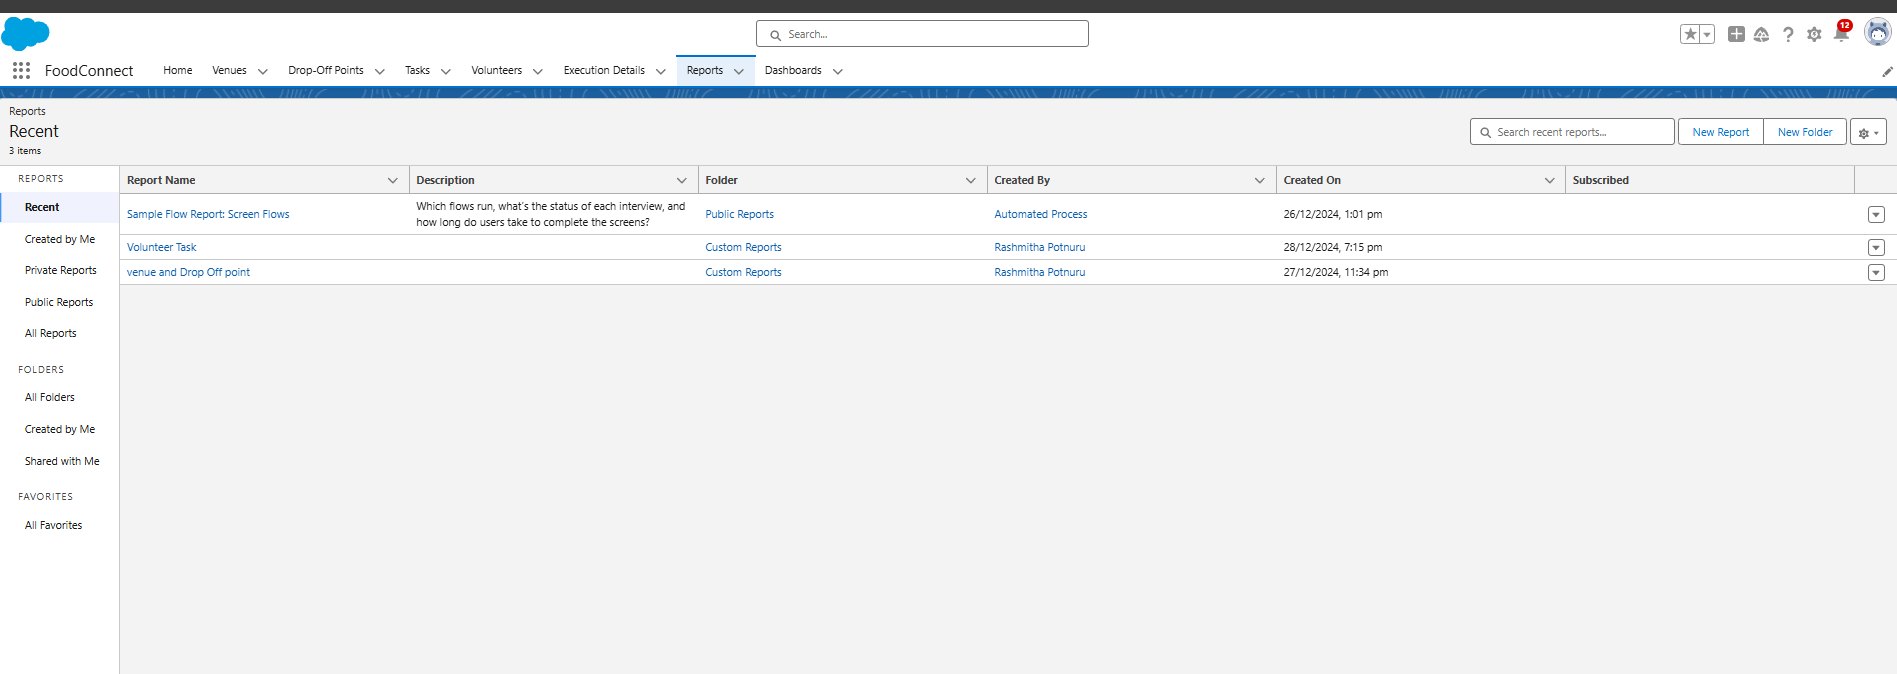 Search...
12
FoodConnect
Home
Venues
Drop-Off Points
Tasks
Volunteers
Execution Details
Reports
Dashboards
Reports
Recent
3 items
Search recent reports...
New Report
New Folder
REPORTS
Recent
Created by Me
Private Reports
Public Reports
All Reports
FOLDERS
All Folders
Created by Me
Shared with Me
FAVORITES
All Favorites
Report Name
Description
Folder
Created By
Created On
Subscribed
Sample Flow Report: Screen Flows
Which flows run, what's the status of each interview, and
how long do users take to complete the screens?
Public Reports
Automated Process
26/12/2024, 1:01 pm
Volunteer Task
Custom Reports
Rashmitha Potnuru
28/12/2024, 7:15 pm
venue and Drop Off point
Custom Reports
Rashmitha Potnuru
27/12/2024, 11:34 pm